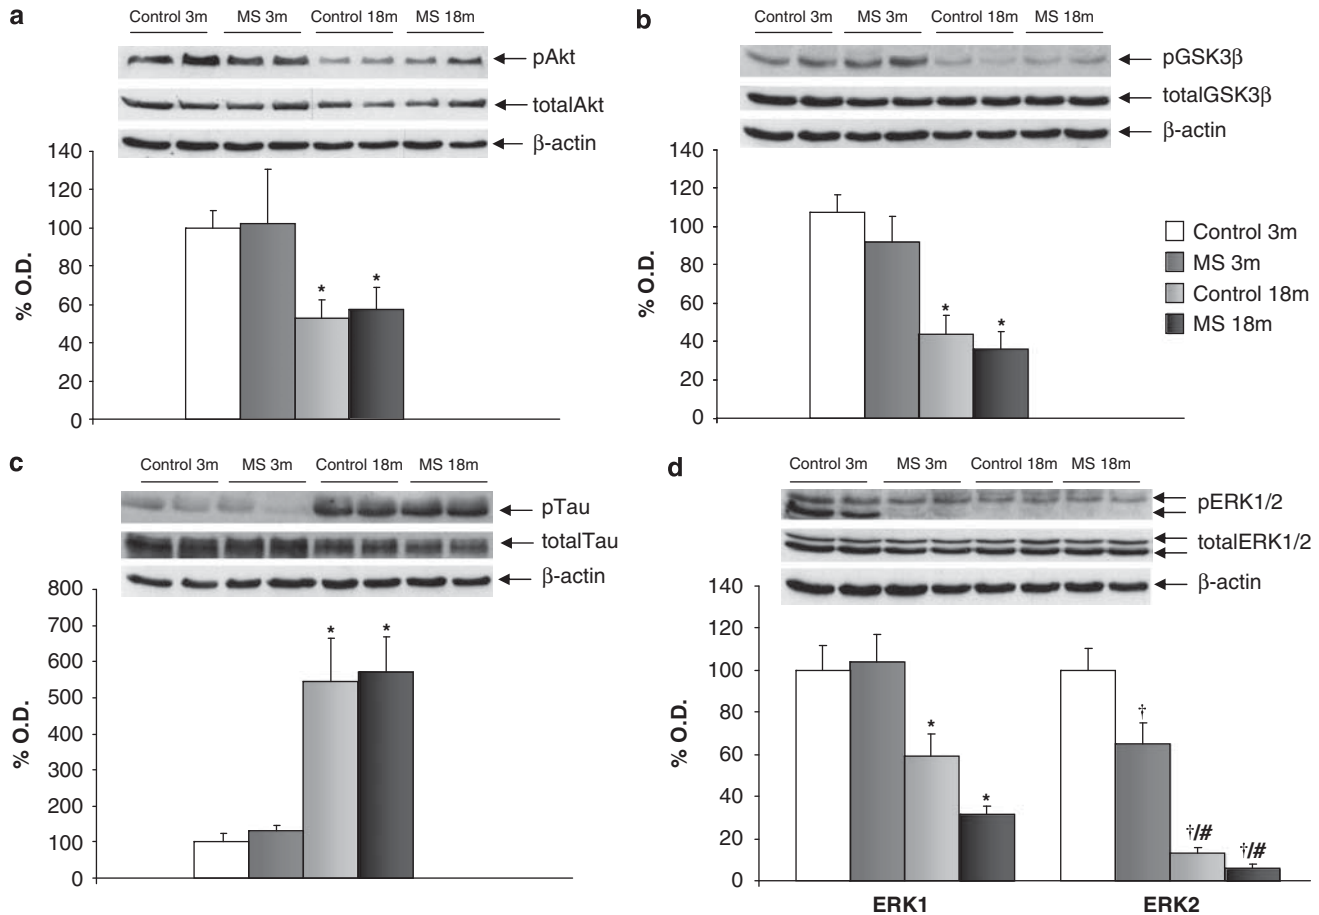 a
Control 3m MS 3m Control 18m MS 18m
pAkt
totalAkt
β-actin
140
120
100
80
60
40
20
0
% O.D.
*
*
b
Control 3m MS 3m Control 18m MS 18m
pGSK3β
totalGSK3β
β-actin
140
120
100
80
60
40
20
0
% O.D.
*
*
Control 3m
MS 3m
Control 18m
MS 18m
c
Control 3m MS 3m Control 18m MS 18m
pTau
totalTau
β-actin
800
700
600
500
400
300
200
100
0
% O.D.
*
*
d
Control 3m MS 3m Control 18m MS 18m
pERK1/2
totalERK1/2
β-actin
140
120
100
80
60
40
20
0
% O.D.
*
*
†
†/#
†/#
ERK1 ERK2